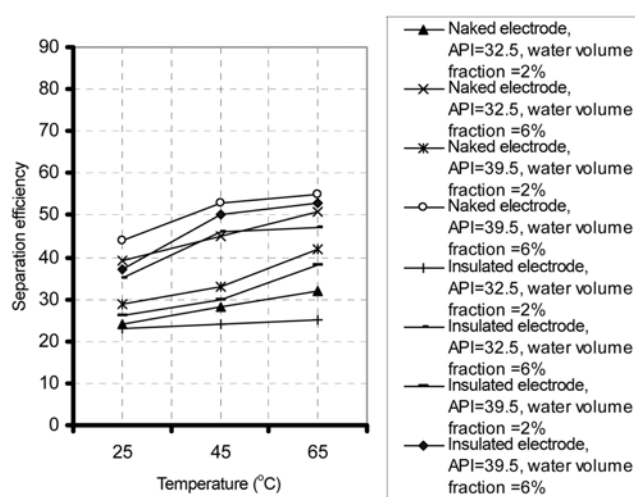 90
80
70
60
50
40
30
20
10
0
Separation efficiency
25 45 65
Temperature (°C)
Naked electrode,
API=32.5, water volume
fraction =2%
Naked electrode,
API=32.5, water volume
fraction =6%
Naked electrode,
API=39.5, water volume
fraction =2%
Naked electrode,
API=39.5, water volume
fraction =6%
Insulated electrode,
API=32.5, water volume
fraction =2%
Insulated electrode,
API=32.5, water volume
fraction =6%
Insulated electrode,
API=39.5, water volume
fraction =2%
Insulated electrode,
API=39.5, water volume
fraction =6%